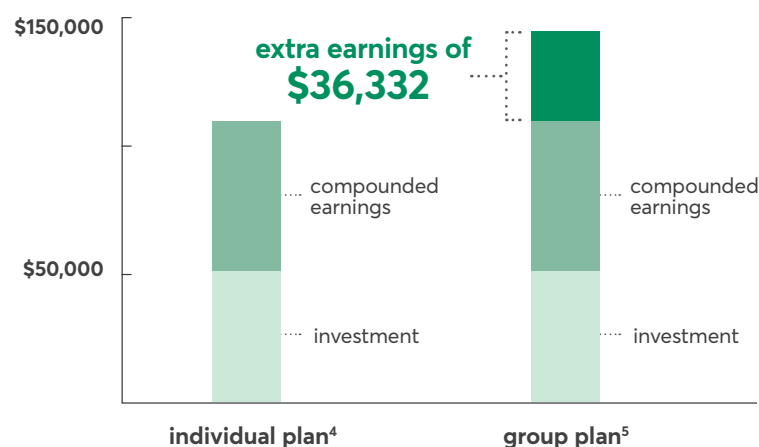 $150,000
extra earnings of
$36,332
compounded
earnings
compounded
earnings
$50,000
investment
investment
individual plan⁴
group plan⁵